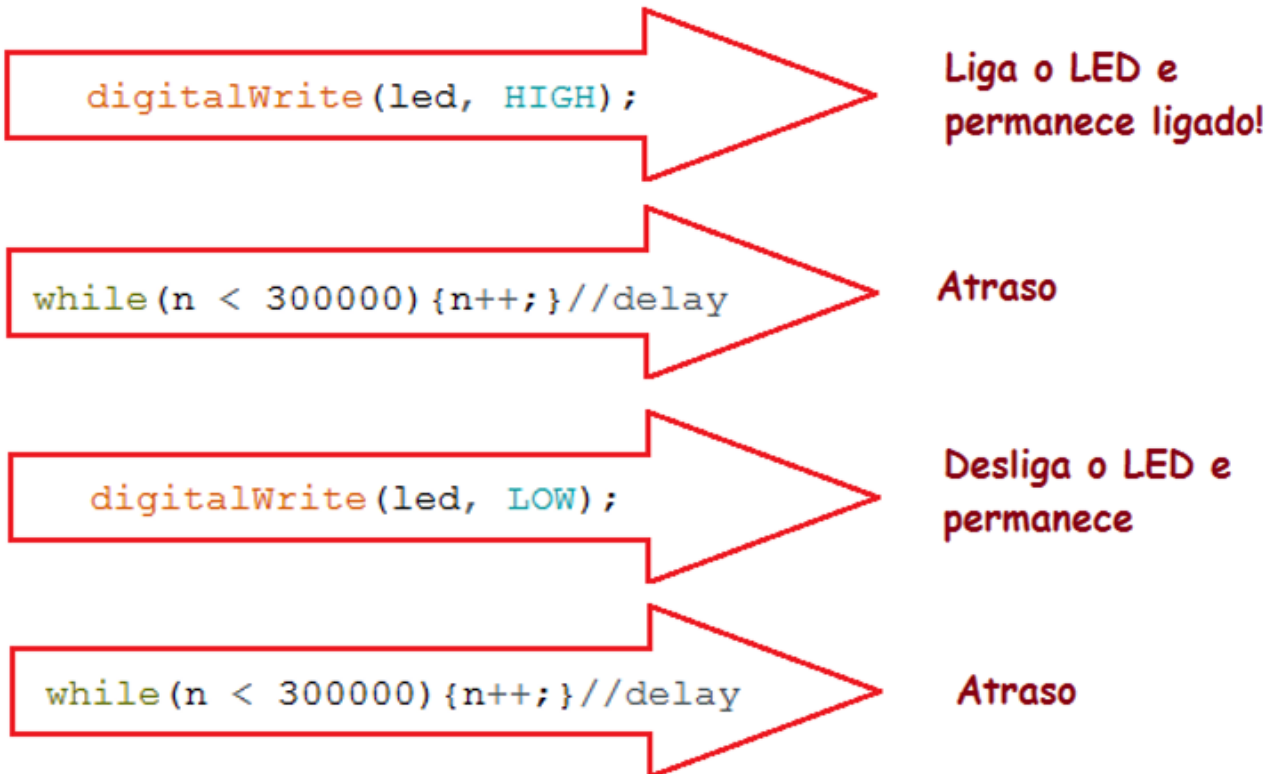 digitalWrite(led, HIGH);
Liga o LED e
permanece ligado!
while(n < 300000){n++;}//delay
Atraso
digitalWrite(led, LOW);
Desliga o LED e
permanece
while(n < 300000){n++;}//delay
Atraso